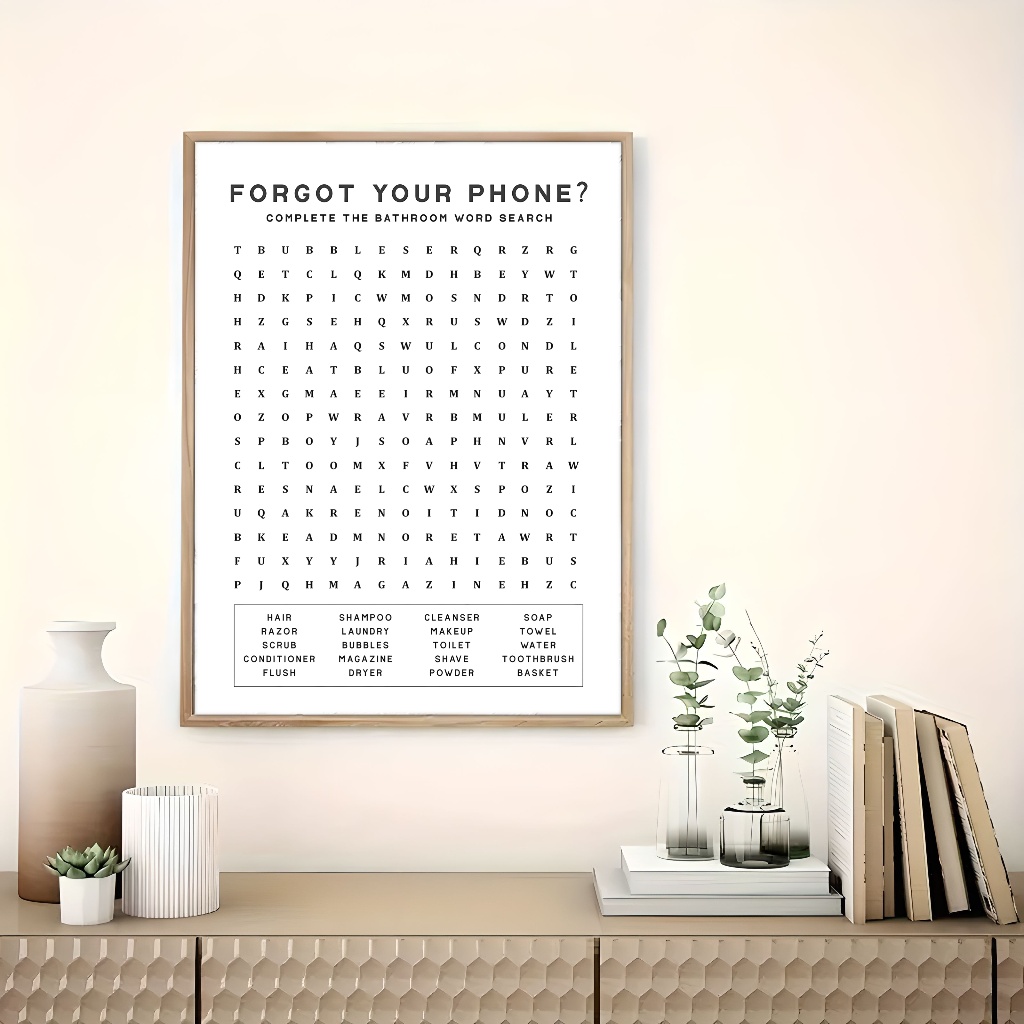 FORGOT YOUR PHONE?
COMPLETE THE BATHROOM WORD SEARCH
T B U B B L E S E R Q R Z R G
Q E T C L Q K M D H B E Y W T
H D K P I C W M O S N D R T O
H Z G S E H Q X R U S W D Z I
R A I H A Q S W U L C O N D L
H C E A T B L U O F X P U R E
E X G M A E E I R M N U A Y T
O Z O P W R A V R B M U L E R
S P B O Y J S O A P H N V R L
C L T O O M X F V H V T R A W
R E S N A E L C W X S P O Z I
U Q A K R E N O I T I D N O C
B K E A D M N O R E T A W R T
F U X Y Y J R I A H I E B U S
P J Q H M A G A Z I N E H Z C
HAIR SHAMPOO CLEANSER SOAP
RAZOR LAUNDRY MAKEUP TOWEL
SCRUB BUBBLES TOILET WATER
CONDITIONER MAGAZINE SHAVE TOOTHBRUSH
FLUSH DRYER POWDER BASKET